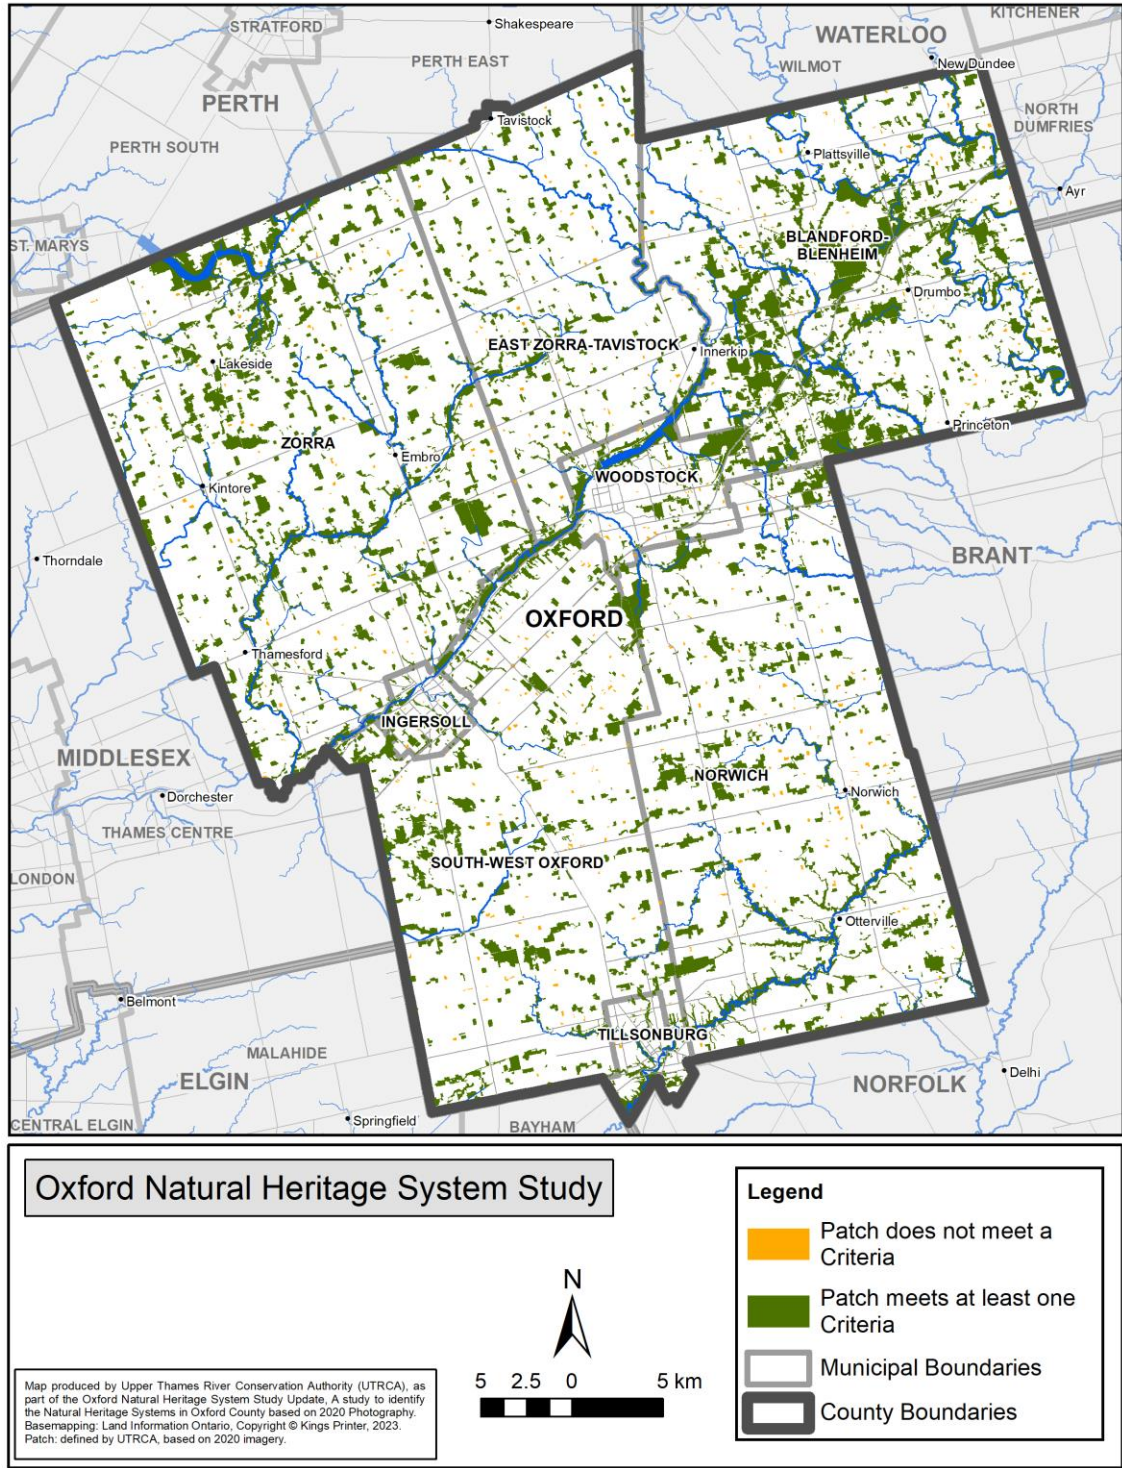 STRATFORD
Shakespeare
KITCHENER
WATERLOO
PERTH EAST
WILMOT
New Dundee
PERTH
NORTH
DUMFRIES
Tavistock
PERTH SOUTH
Plattsville
Ayr
ST. MARYS
BLANDFORD-
BLENHEIM
Drumbo
EAST ZORRA-TAVISTOCK
Innerkip
Lakeside
Princeton
ZORRA
Embro
WOODSTOCK
Kintore
Thorndale
BRANT
OXFORD
Thamesford
INGERSOLL
MIDDLESEX
NORWICH
Dorchester
Norwich
THAMES CENTRE
SOUTH-WEST OXFORD
LONDON
Otterville
Belmont
TILLSONBURG
MALAHIDE
ELGIN
NORFOLK
Delhi
CENTRAL ELGIN
Springfield
BAYHAM
Oxford Natural Heritage System Study
N
5 2.5 0 5 km
Map produced by Upper Thames River Conservation Authority (UTRCA), as
part of the Oxford Natural Heritage System Study Update, A study to identify
the Natural Heritage Systems in Oxford County based on 2020 Photography.
Basemapping: Land Information Ontario, Copyright © Kings Printer, 2023.
Patch: defined by UTRCA, based on 2020 imagery.
Legend
Patch does not meet a
Criteria
Patch meets at least one
Criteria
Municipal Boundaries
County Boundaries